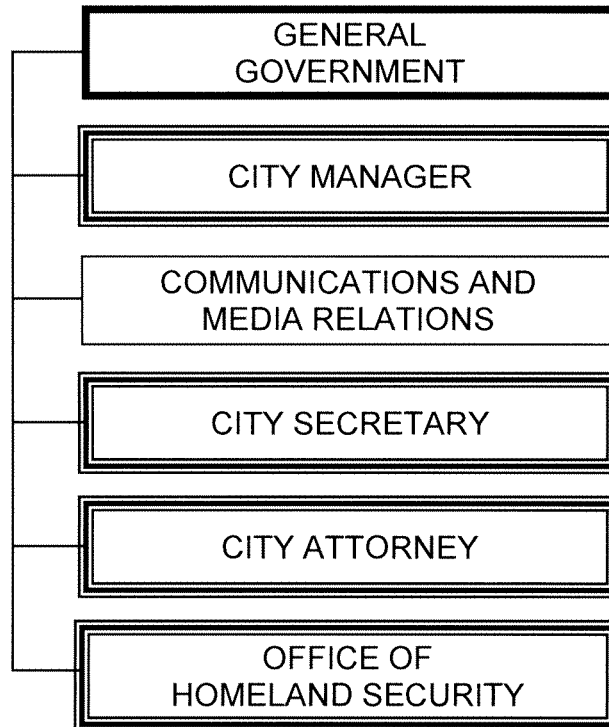 GENERAL
GOVERNMENT
CITY MANAGER
COMMUNICATIONS AND
MEDIA RELATIONS
CITY SECRETARY
CITY ATTORNEY
OFFICE OF
HOMELAND SECURITY